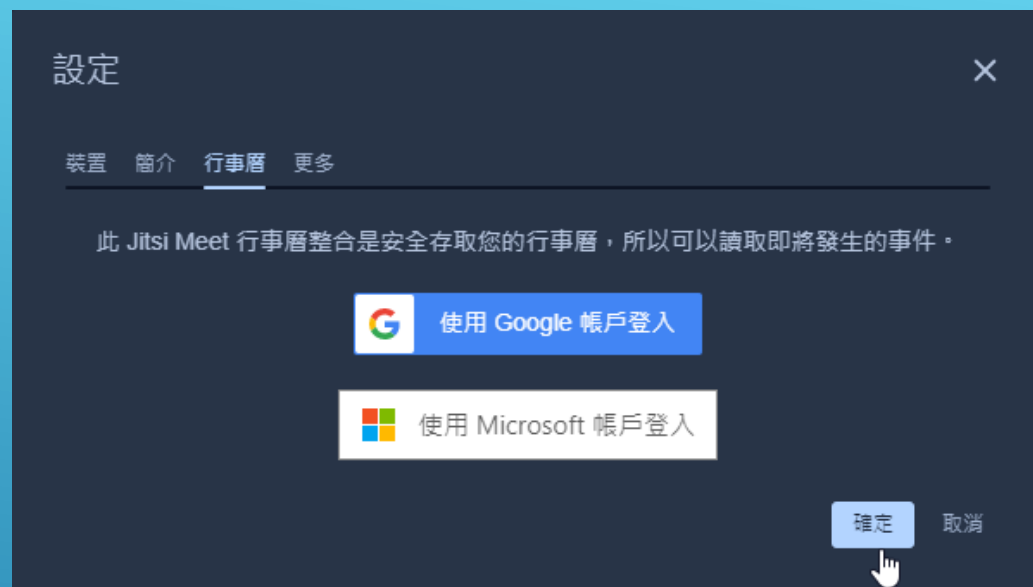 設定
裝置 簡介 行事曆 更多
此 Jitsi Meet 行事曆整合是安全存取您的行事曆，所以可以讀取即將發生的事件。
使用 Google 帳戶登入
使用 Microsoft 帳戶登入
確定 取消